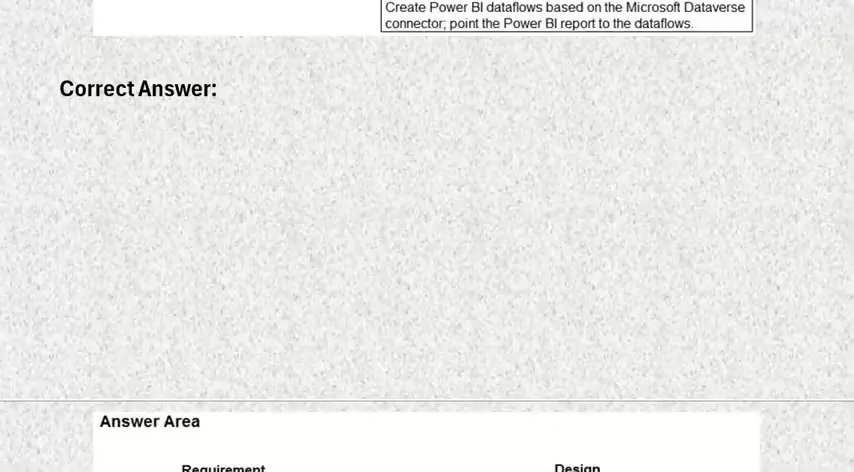 Create Power BI dataflows based on the Microsoft Dataverse
connector; point the Power BI report to the dataflows.
Correct Answer:
Answer Area
Requirement
Design